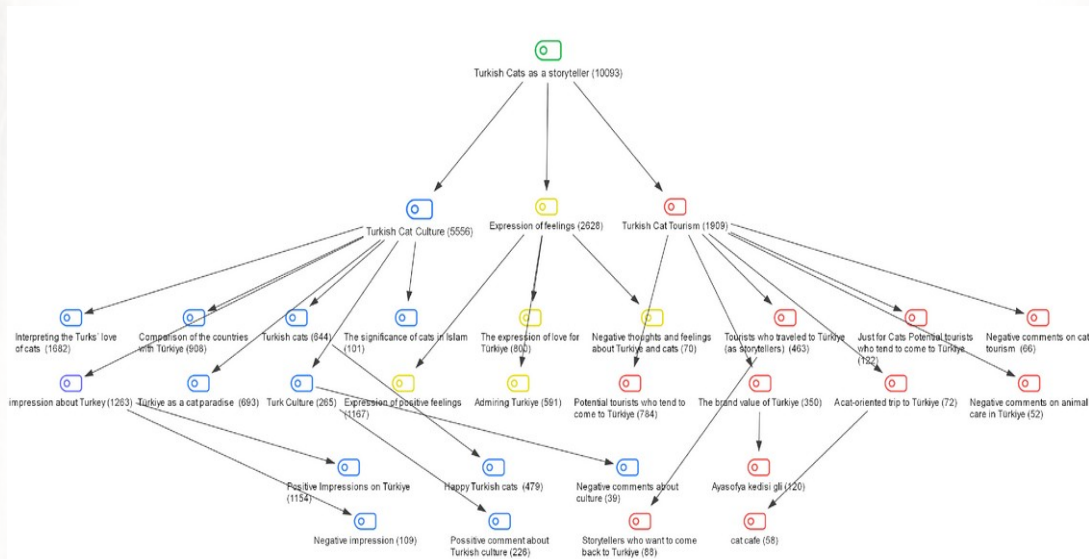 Turkish Cats as a storyteller (10093)
Turkish Cat Culture (5556)
Expression of feelings (2628)
Turkish Cat Tourism (1909)
Interpreting the Turks' love
of cats (1682)
Comparison of the countries
with Türkiye (908)
Turkish cats (644)
The significance of cats in Islam
(101)
The expression of love for
Türkiye (800)
Negative thoughts and feelings
about Türkiye and cats (70)
Tourists who traveled to Türkiye
(as storytellers) (463)
Just for Cats Potential tourists
who tend to come to Türkiye
(122)
Negative comments on cat
tourism (66)
impression about Turkey (1263)
Türkiye as a cat paradise (693)
Turk Culture (265)
Expression of positive feelings
(1167)
Admiring Türkiye (591)
Potential tourists who tend to
come to Türkiye (784)
The brand value of Türkiye (350)
A cat-oriented trip to Türkiye (72)
Negative comments on animal
care in Türkiye (52)
Positive Impressions on Türkiye
(1154)
Happy Turkish cats (479)
Negative comments about
culture (39)
Ayasofya kedisi gli (120)
Negative impression (109)
Possitive comment about
Turkish culture (226)
Storytellers who want to come
back to Türkiye (88)
cat cafe (58)